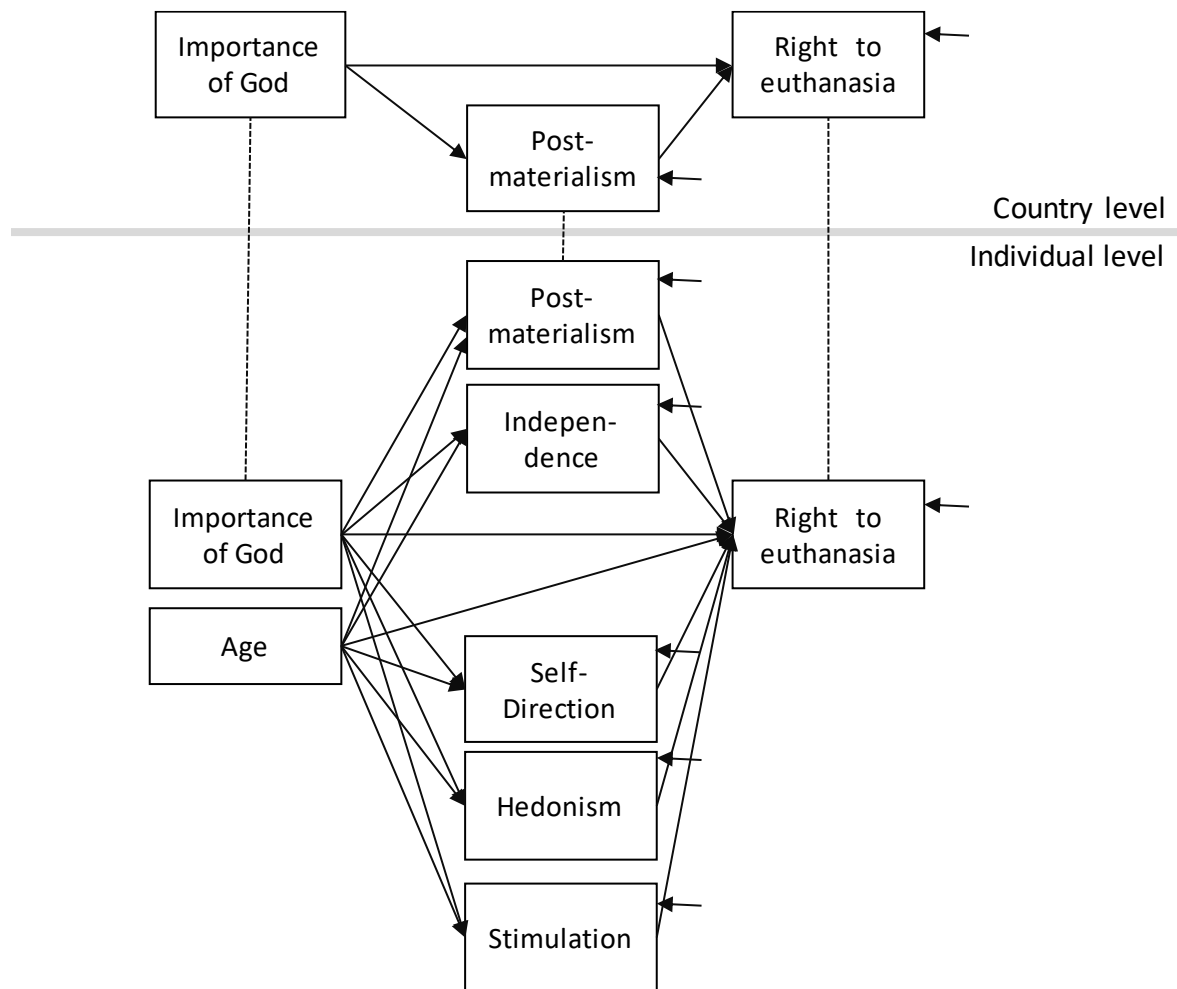 Importance
of God
Right to
euthanasia
Post-
materialism
Country level
Individual level
Post-
materialism
Indepen-
dence
Importance
of God
Right to
euthanasia
Age
Self-
Direction
Hedonism
Stimulation